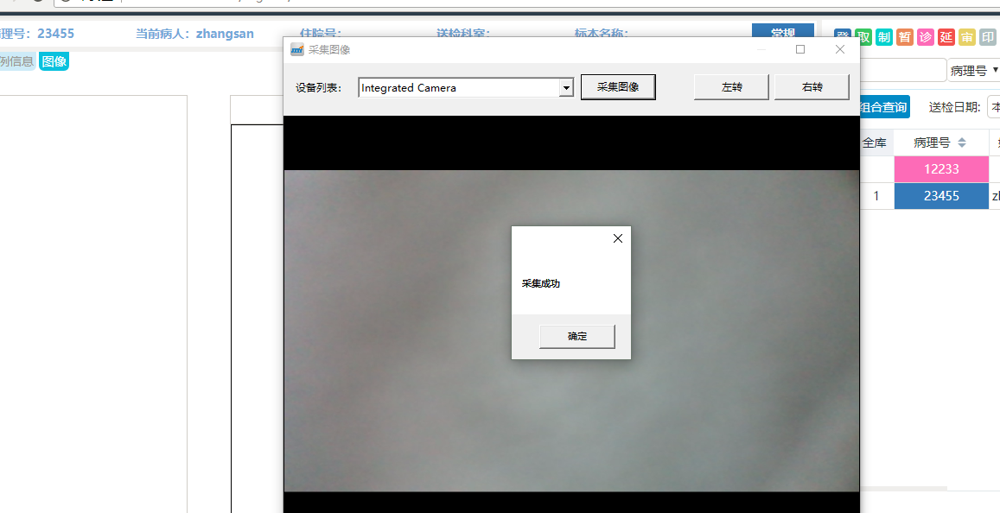 理号：23455 当前病人：zhangsan 住院号： 送检科室： 标本名称： 常规
取 制 暂 诊 延 审 印
例信息 图像
采集图像
设备列表： Integrated Camera 采集图像 左转 右转
病理号
组合查询 送检日期: 本
全库 病理号
12233
1 23455 zh
采集成功
确定